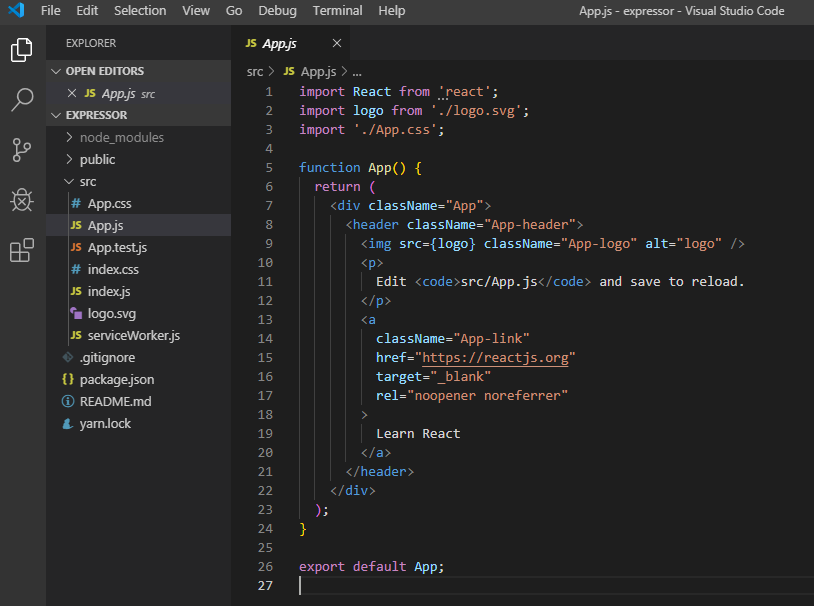 File Edit Selection View Go Debug Terminal Help App.js - expressor - Visual Studio Code
EXPLORER
OPEN EDITORS
JS App.js src
EXPRESSOR
node_modules
public
src
# App.css
JS App.js
JS App.test.js
# index.css
JS index.js
logo.svg
JS serviceWorker.js
.gitignore
{} package.json
README.md
yarn.lock
JS App.js
src > JS App.js > ...
1 import React from 'react';
2 import logo from './logo.svg';
3 import './App.css';
4
5 function App() {
6 return (
7 <div className="App">
8 <header className="App-header">
9 <img src={logo} className="App-logo" alt="logo" />
10 <p>
11 Edit <code>src/App.js</code> and save to reload.
12 </p>
13 <a
14 className="App-link"
15 href="https://reactjs.org"
16 target="_blank"
17 rel="noopener noreferrer"
18 >
19 Learn React
20 </a>
21 </header>
22 </div>
23 );
24 }
25
26 export default App;
27